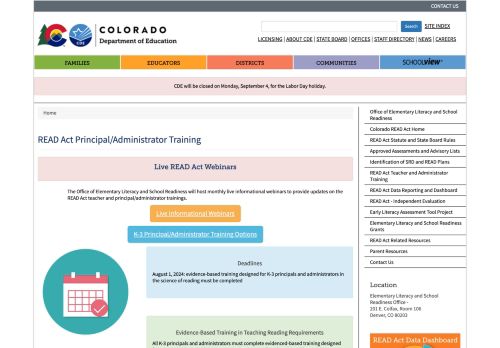 CONTACT US
COLORADO
Department of Education
CDE
Search
SITE INDEX
LICENSING | ABOUT CDE | STATE BOARD | OFFICES | STAFF DIRECTORY | NEWS | CAREERS
FAMILIES
EDUCATORS
DISTRICTS
COMMUNITIES
SCHOOLVIEW
CDE will be closed on Monday, September 4, for the Labor Day holiday.
Home
READ Act Principal/Administrator Training
Live READ Act Webinars
The Office of Elementary Literacy and School Readiness will host monthly live informational webinars to provide updates on the
READ Act teacher and principal/administrator trainings.
Live Informational Webinars
K-3 Principal/Administrator Training Options
Deadlines
August 1, 2024: evidence-based training designed for K-3 principals and administrators in
the science of reading must be completed
Evidence-Based Training in Teaching Reading Requirements
All K-3 principals and administrators must complete evidence-based training designed
Office of Elementary Literacy and School
Readiness
Colorado READ Act Home
READ Act Statute and State Board Rules
Approved Assessments and Advisory Lists
Identification of SRD and READ Plans
READ Act Teacher and Administrator
Training
READ Act Data Reporting and Dashboard
READ Act - Independent Evaluation
Early Literacy Assessment Tool Project
Elementary Literacy and School Readiness
Grants
READ Act Related Resources
Parent Resources
Contact Us
Location
Elementary Literacy and School
Readiness Office -
201 E. Colfax, Room 106
Denver, CO 80203
READ Act Data Dashboard